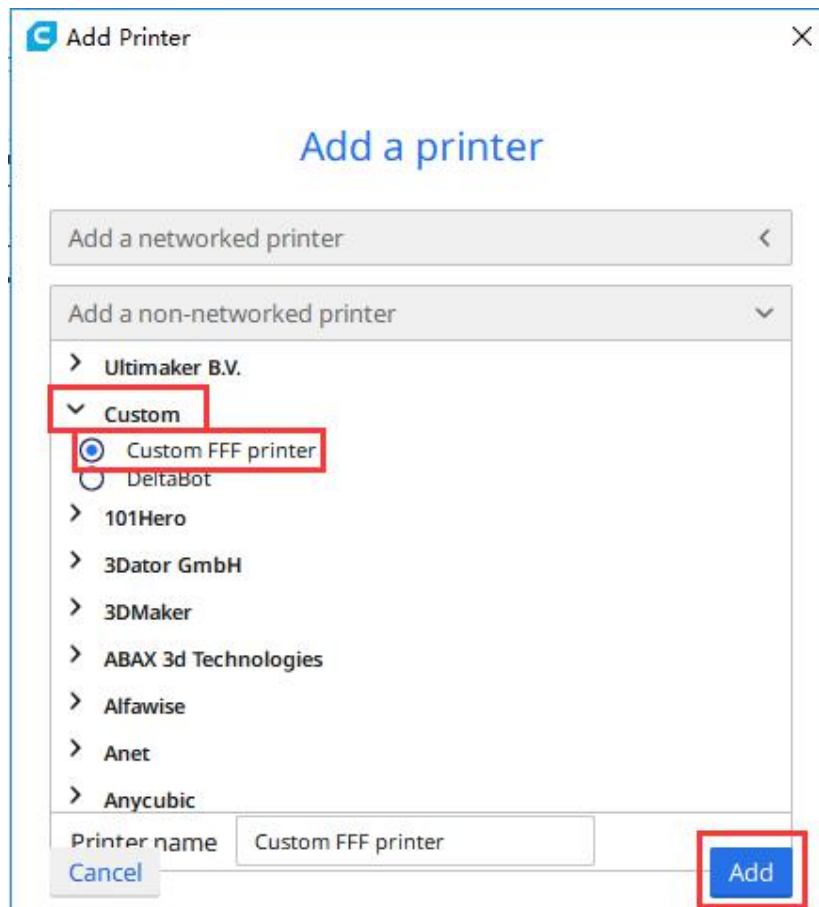 Add Printer
Add a printer
Add a networked printer
Add a non-networked printer
Ultimaker B.V.
Custom
Custom FFF printer
DeltaBot
101Hero
3Dator GmbH
3DMaker
ABAX 3d Technologies
Alfawise
Anet
Anycubic
Printer name Custom FFF printer
Cancel Add